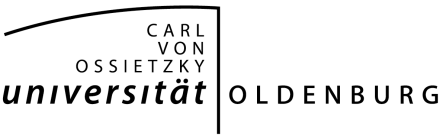 CARL
VON
OSSIETZKY
universität OLDENBURG